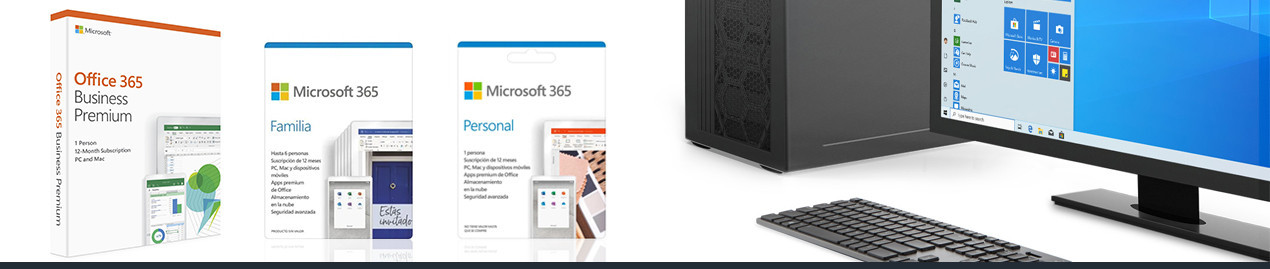 Microsoft
Office 365
Business
Premium
1 Person
12-Month Subscription
PC and Mac
Office 365 Business Premium
Microsoft 365
Familia
Hasta 6 personas
Suscripción de 12 meses
PC, Mac y dispositivos
móviles
Apps premium
de Office
Almacenamiento
en la nube
Seguridad avanzada
Estás
invitado
PRODUCTO SIN VALOR
Microsoft 365
Personal
1 persona
Suscripción de 12 meses
PC, Mac y dispositivos
móviles
Apps premium de Office
Almacenamiento
en la nube
Seguridad avanzada
Type here to search